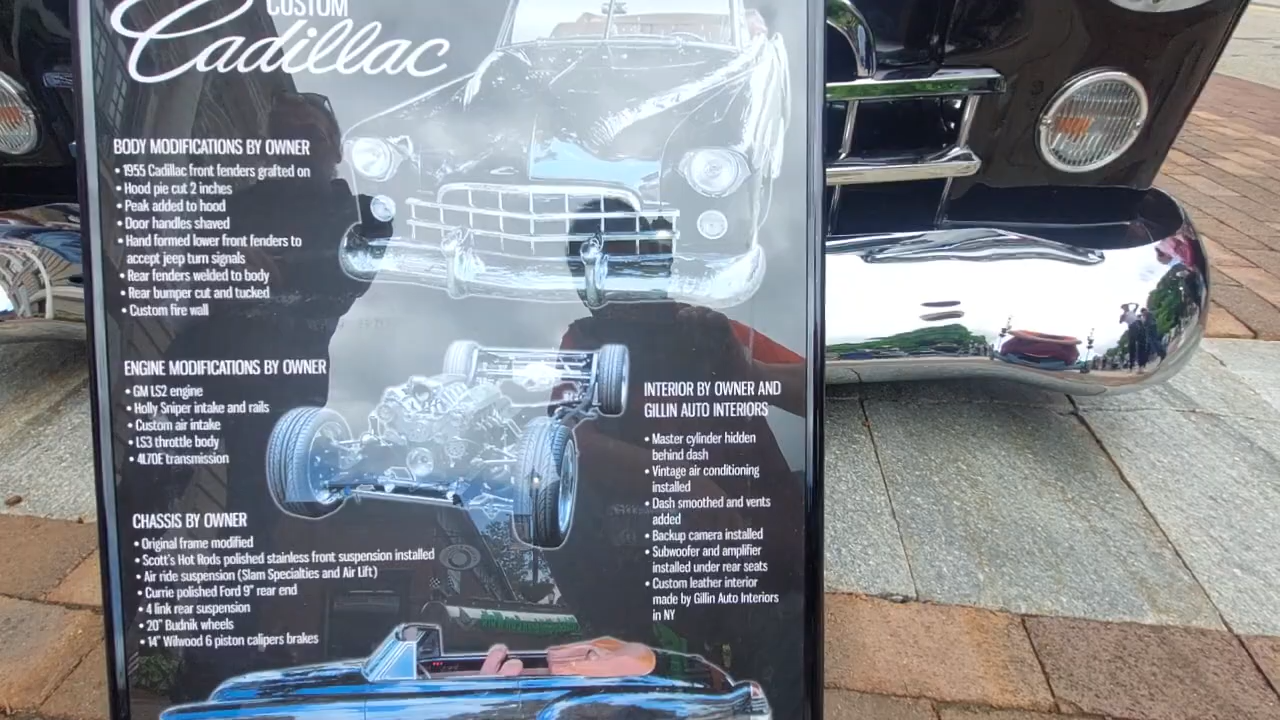 CUSTOM
Cadillac
BODY MODIFICATIONS BY OWNER
• 1955 Cadillac front fenders grafted on
• Hood pie cut 2 inches
• Peak added to hood
• Door handles shaved
• Hand formed lower front fenders to
accept jeep turn signals
• Rear fenders welded to body
• Rear bumper cut and tucked
• Custom fire wall
ENGINE MODIFICATIONS BY OWNER
• GM LS2 engine
• Holly Sniper intake and rails
• Custom air intake
• LS3 throttle body
• 4L70E transmission
CHASSIS BY OWNER
• Original frame modified
• Scott's Hot Rods polished stainless front suspension installed
• Air ride suspension (Slam Specialties and Air Lift)
• Currie polished Ford 9" rear end
• 4 link rear suspension
• 20" Budnik wheels
• 14" Wilwood 6 piston calipers brakes
INTERIOR BY OWNER AND
GILLIN AUTO INTERIORS
• Master cylinder hidden
behind dash
• Vintage air conditioning
installed
• Dash smoothed and vents
added
• Backup camera installed
• Subwoofer and amplifier
installed under rear seats
• Custom leather interior
made by Gillin Auto Interiors
in NY